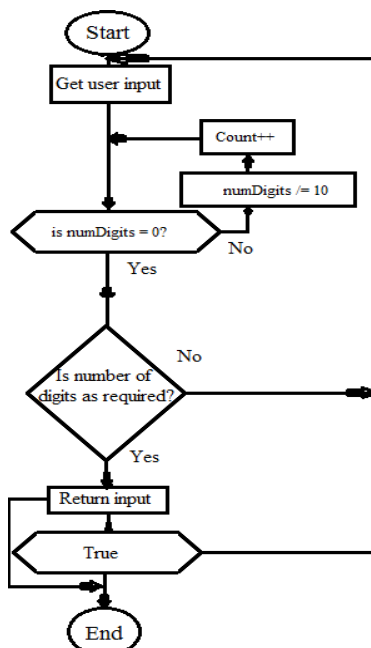 Start
Get user input
Count++
numDigits /= 10
is numDigits = 0?
No
Yes
No
Is number of
digits as required?
Yes
Return input
True
End